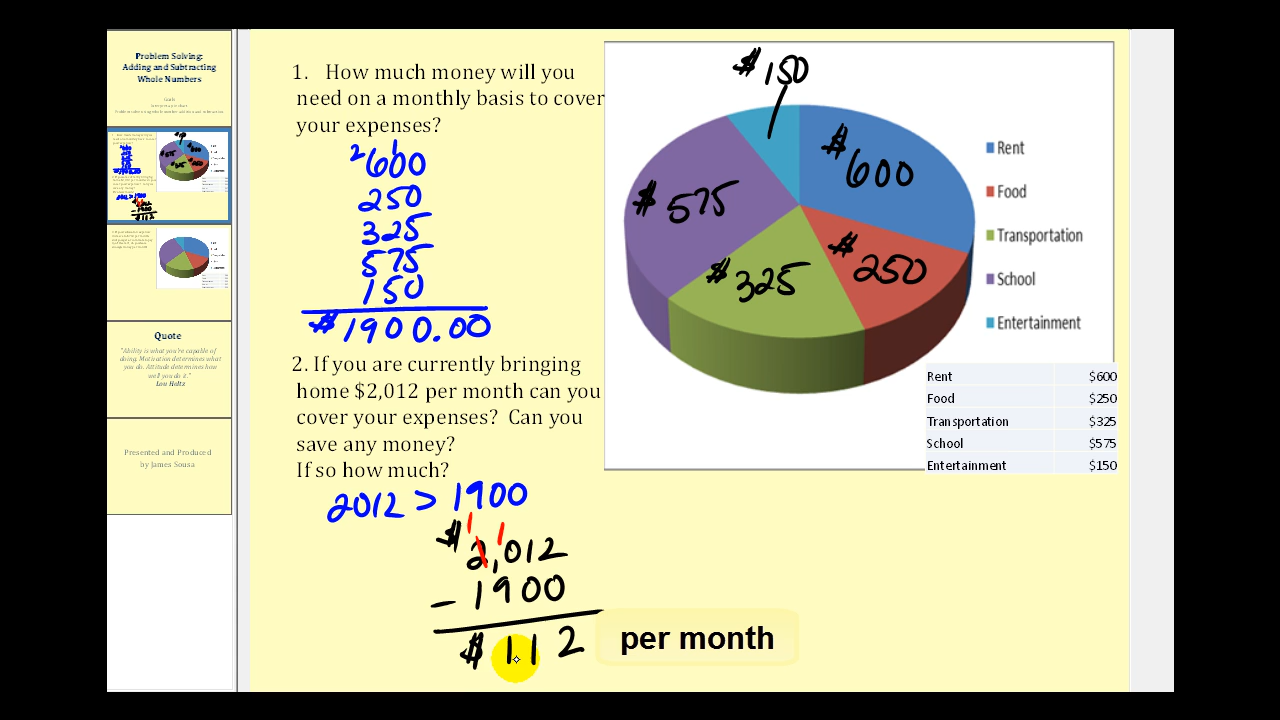 Problem Solving:
Adding and Subtracting
Whole Numbers
Goals
Quote
"Ability is what you're capable of
doing. Motivation determines what
you do. Attitude determines how
well you do it."
Lou Holtz
Presented and Produced
by James Sousa
1. How much money will you
need on a monthly basis to cover
your expenses?
2 1
600
250
325
575
150
$1900.00
2. If you are currently bringing
home $2,012 per month can you
cover your expenses? Can you
save any money?
If so how much?
2012 > 1900
1 1
$2,012
- 1900
$ 112
per month
$150
$600
$575
$325
$250
Rent
Food
Transportation
School
Entertainment
Rent $600
Food $250
Transportation $325
School $575
Entertainment $150